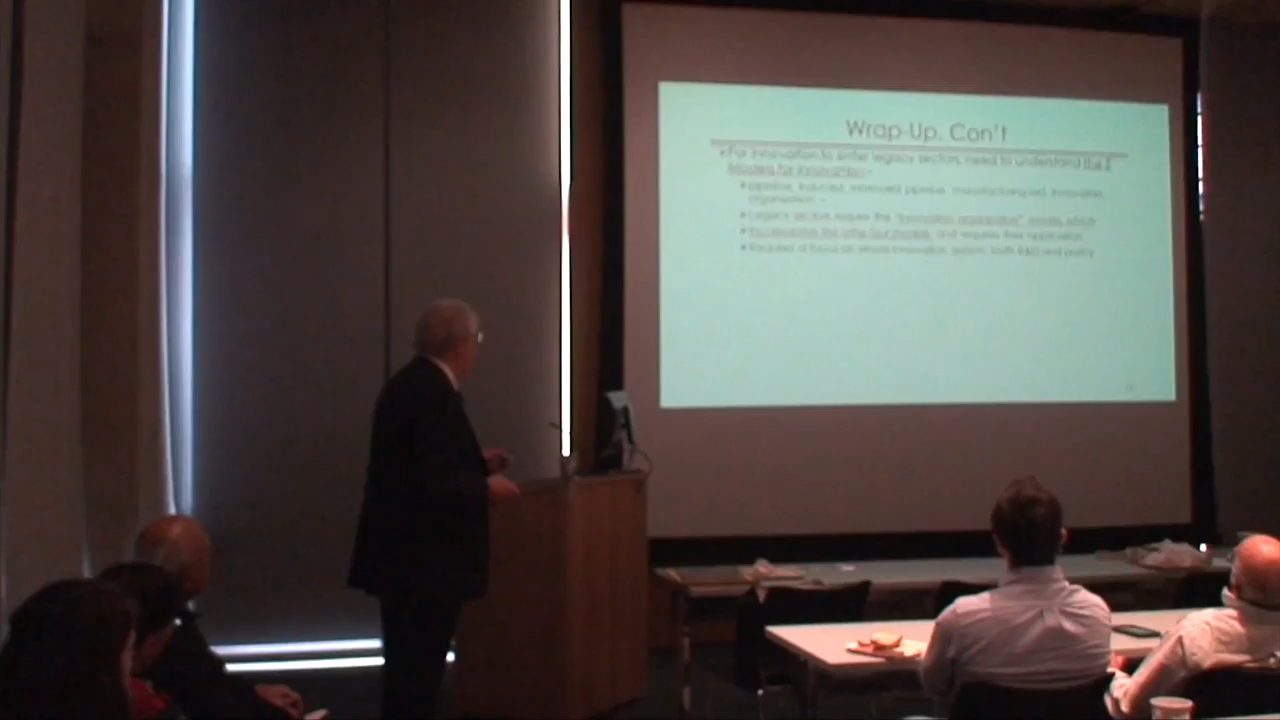 Wrap-Up, Con't
For innovation to enter legacy sectors, need to understand the 5
Models for Innovation -
pipeline, induced, extended pipeline, manufacturing-led, innovation
organization -
Legacy sectors require the "innovation organization" model, which
incorporates the other four models, and requires their application
Requires a focus on whole innovation system, both R&D and policy